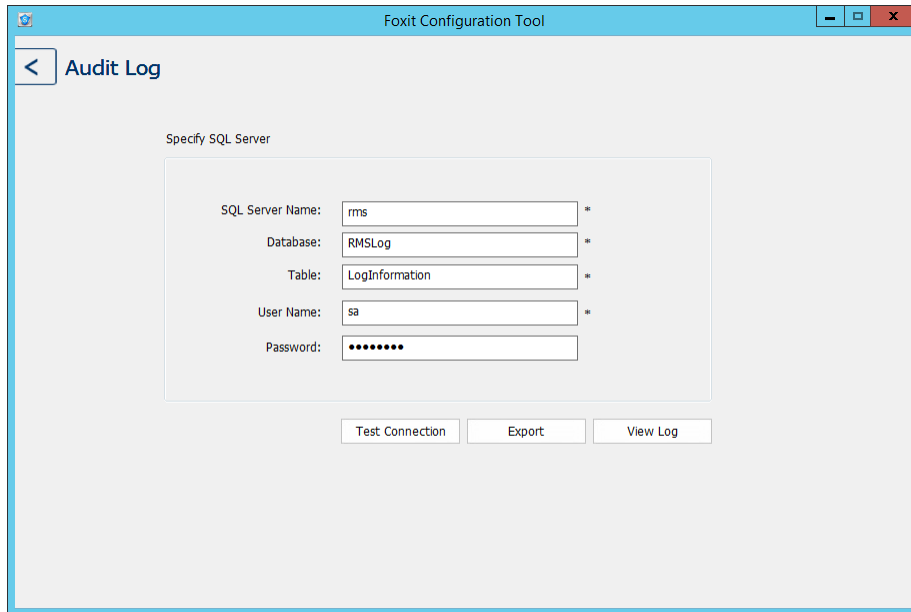 Foxit Configuration Tool
< Audit Log
Specify SQL Server
SQL Server Name: rms *
Database: RMSLog *
Table: LogInformation *
User Name: sa *
Password: ●●●●●●●●
Test Connection Export View Log